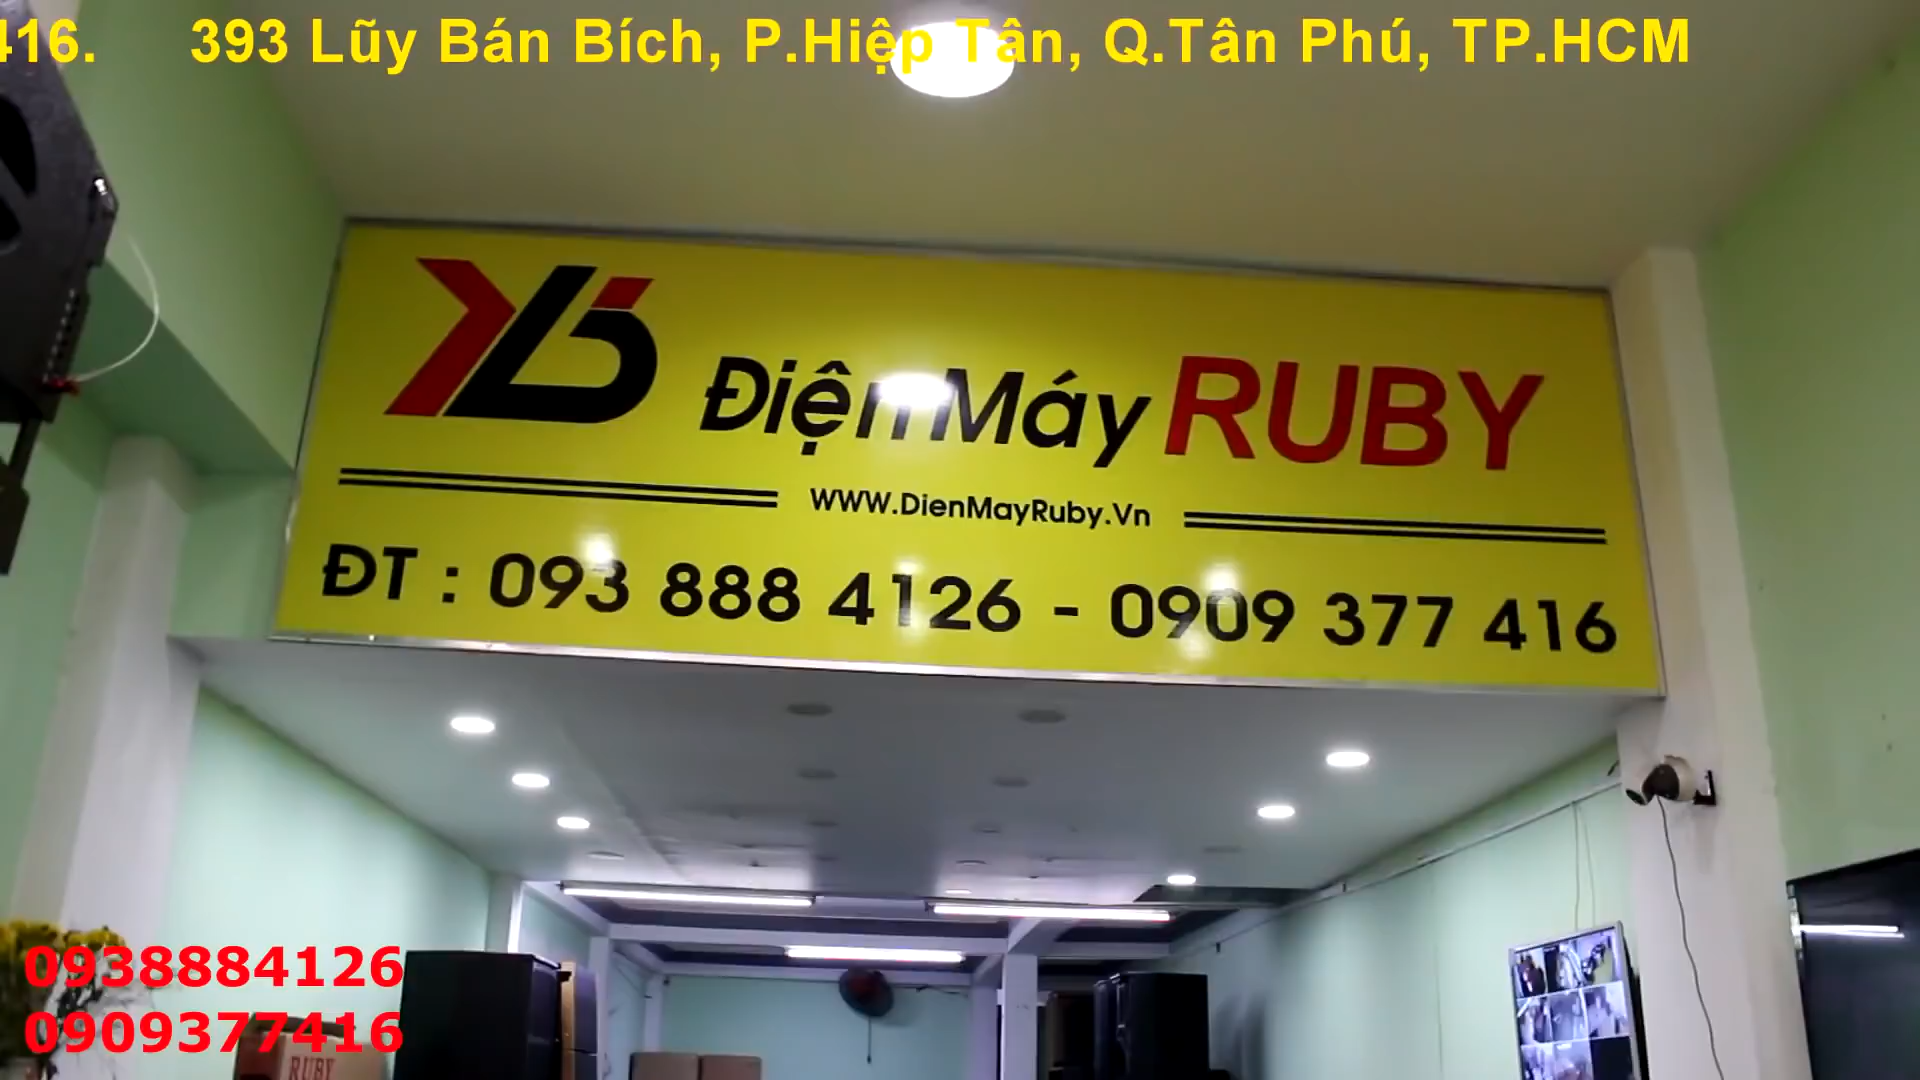 416. 393 Lũy Bán Bích, P.Hiệp Tân, Q.Tân Phú, TP.HCM
Điện Máy RUBY
WWW.DienMayRuby.Vn
ĐT : 093 888 4126 - 0909 377 416
0938884126
0909377416
RUBY